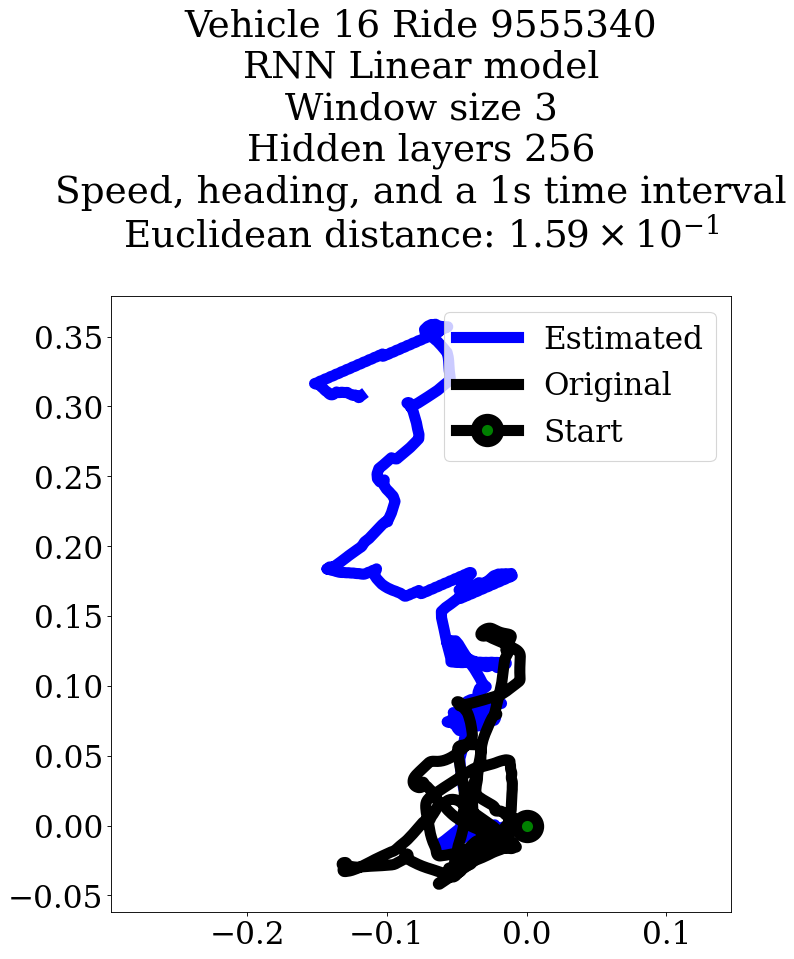 Vehicle 16 Ride 9555340
RNN Linear model
Window size 3
Hidden layers 256
Speed, heading, and a 1s time interval
Euclidean distance: 1.59 × 10⁻¹
Estimated
Original
Start
0.35
0.30
0.25
0.20
0.15
0.10
0.05
0.00
−0.05
−0.2
−0.1
0.0
0.1